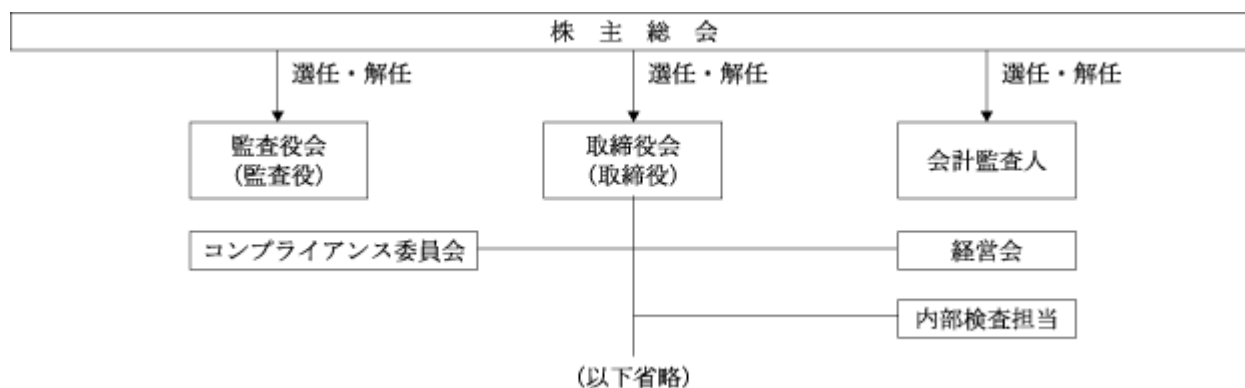 株主総会
選任・解任
選任・解任
選任・解任
監査役会
(監査役)
取締役会
(取締役)
会計監査人
コンプライアンス委員会
経営会
内部検査担当
(以下省略)